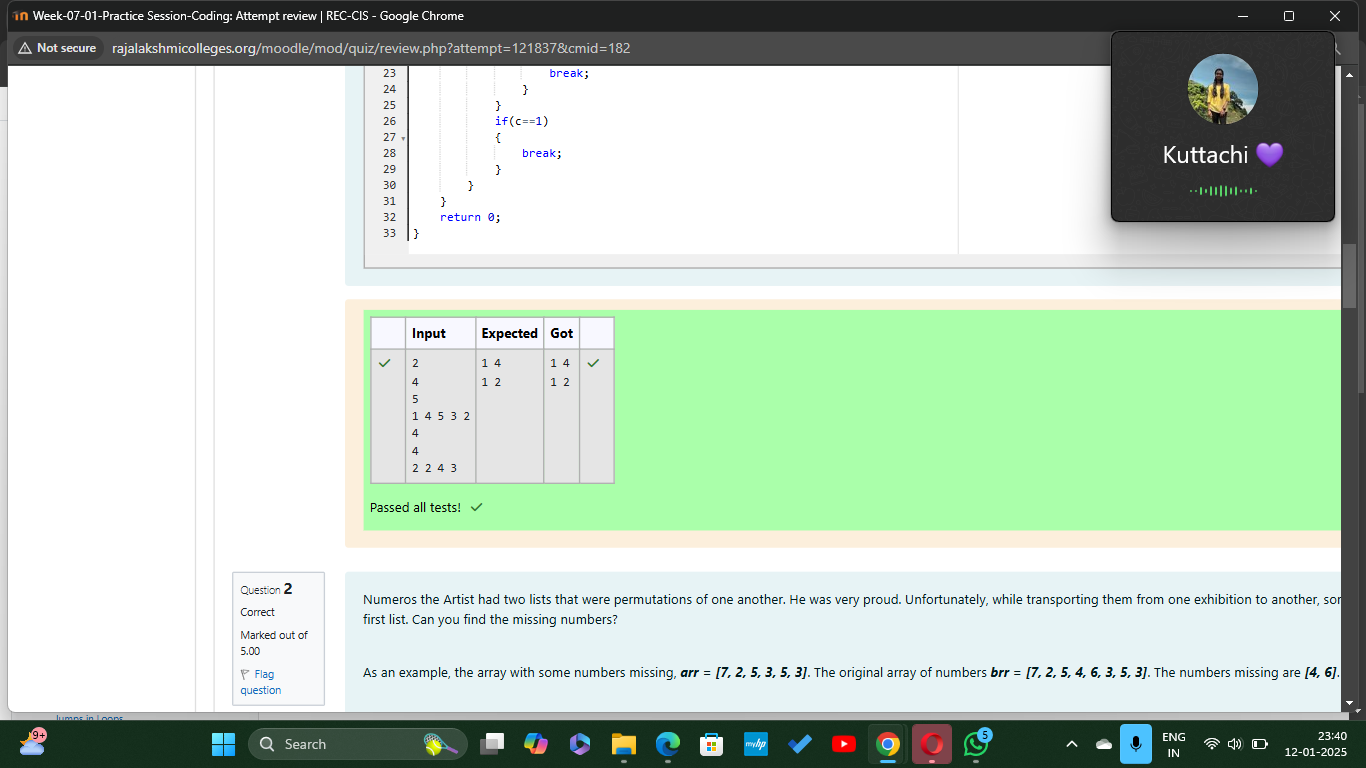 Week-07-01-Practice Session-Coding: Attempt review | REC-CIS - Google Chrome
Not secure
rajalakshmicolleges.org/moodle/mod/quiz/review.php?attempt=121837&cmid=182
Kuttachi 💜
23 break;
24 }
25 }
26 if(c==1)
27 {
28 break;
29 }
30 }
31 }
32 return 0;
33 }
Input Expected Got
2 1 4 1 4
4 1 2 1 2
5
1 4 5 3 2
4
4
2 2 4 3
Passed all tests!
Question 2
Correct
Marked out of
5.00
Flag
question
Numeros the Artist had two lists that were permutations of one another. He was very proud. Unfortunately, while transporting them from one exhibition to another, sor
first list. Can you find the missing numbers?
As an example, the array with some numbers missing, arr = [7, 2, 5, 3, 5, 3]. The original array of numbers brr = [7, 2, 5, 4, 6, 3, 5, 3]. The numbers missing are [4, 6].
Jumps in Loops
9+
Search
myhp
5
ENG
IN
23:40
12-01-2025